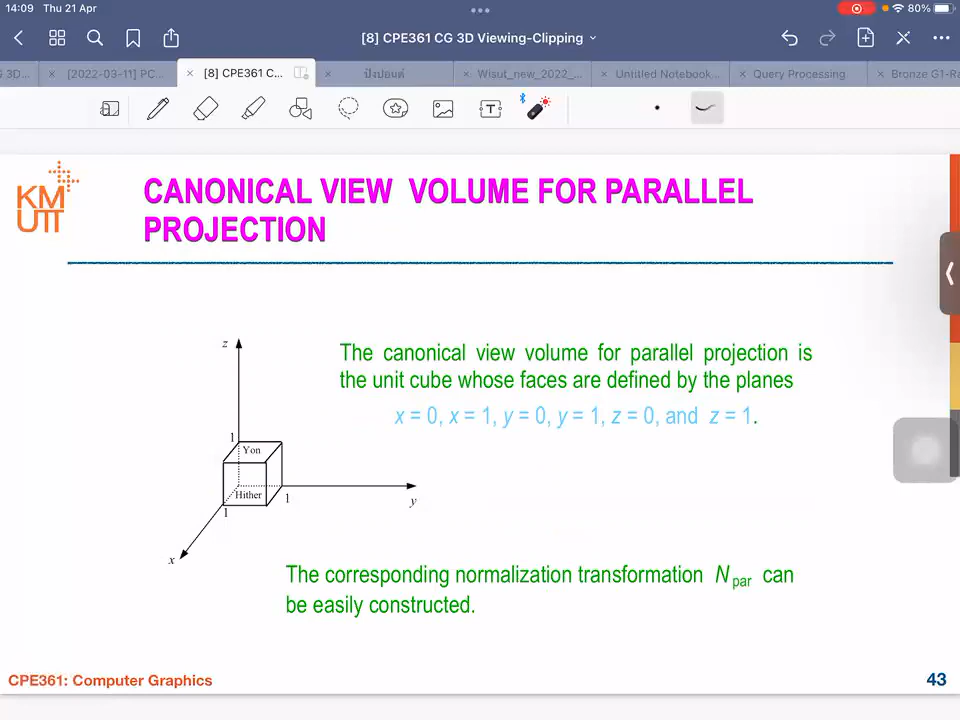 14:09 Thu 21 Apr
80%
[8] CPE361 CG 3D Viewing-Clipping
G 3D...
[2022-03-11] PC...
[8] CPE361 C...
ปังปอนด์
Wisut_new_2022_...
Untitled Notebook...
Query Processing
Bronze G1-Ra
KM
UTT
CANONICAL VIEW VOLUME FOR PARALLEL
PROJECTION
The canonical view volume for parallel projection is
the unit cube whose faces are defined by the planes
x = 0, x = 1, y = 0, y = 1, z = 0, and z = 1.
z
1
Yon
Hither
1
1
y
x
The corresponding normalization transformation N par can
be easily constructed.
CPE361: Computer Graphics
43